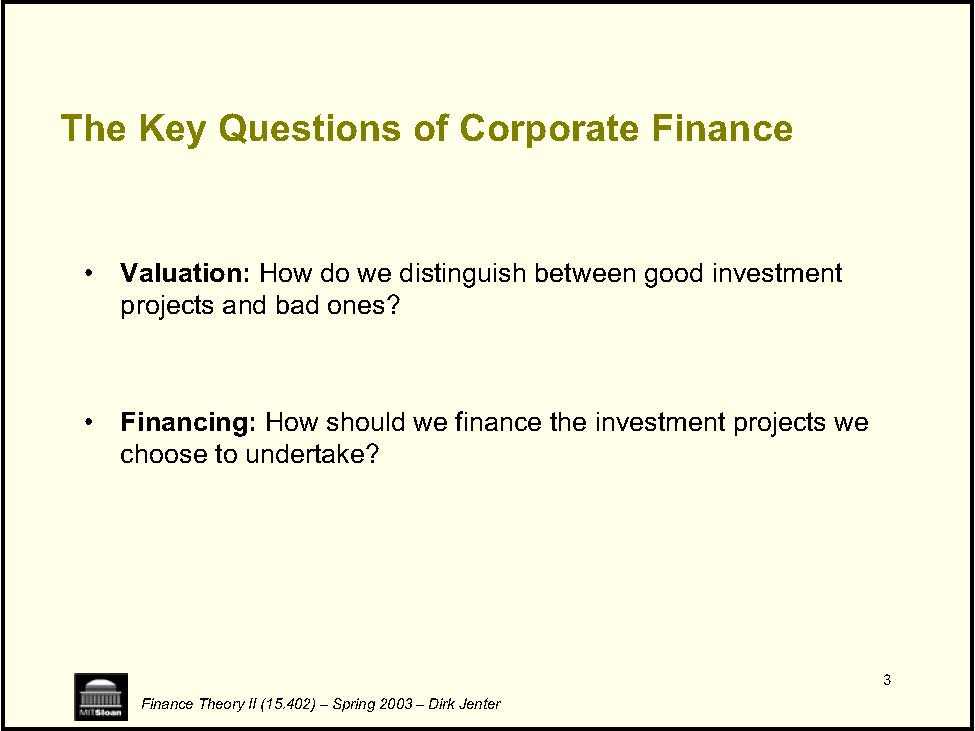 The Key Questions of Corporate Finance
• Valuation: How do we distinguish between good investment
projects and bad ones?
• Financing: How should we finance the investment projects we
choose to undertake?
3
MITSloan
Finance Theory II (15.402) – Spring 2003 – Dirk Jenter